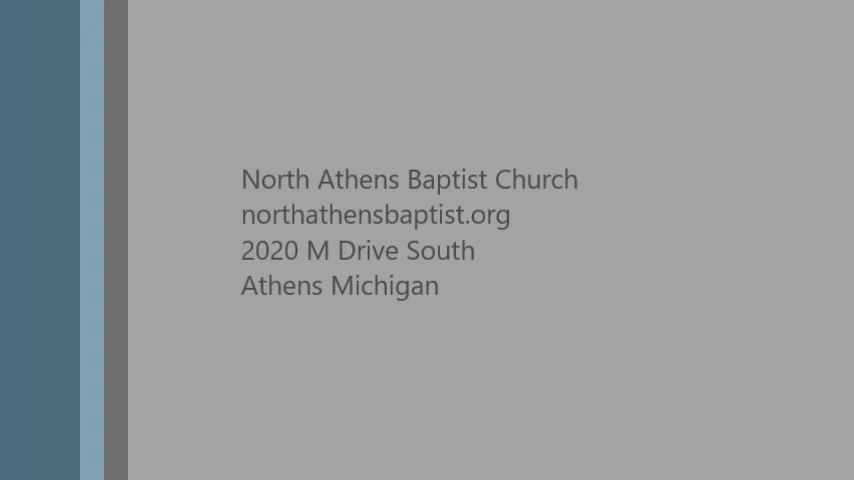 North Athens Baptist Church
northathensbaptist.org
2020 M Drive South
Athens Michigan